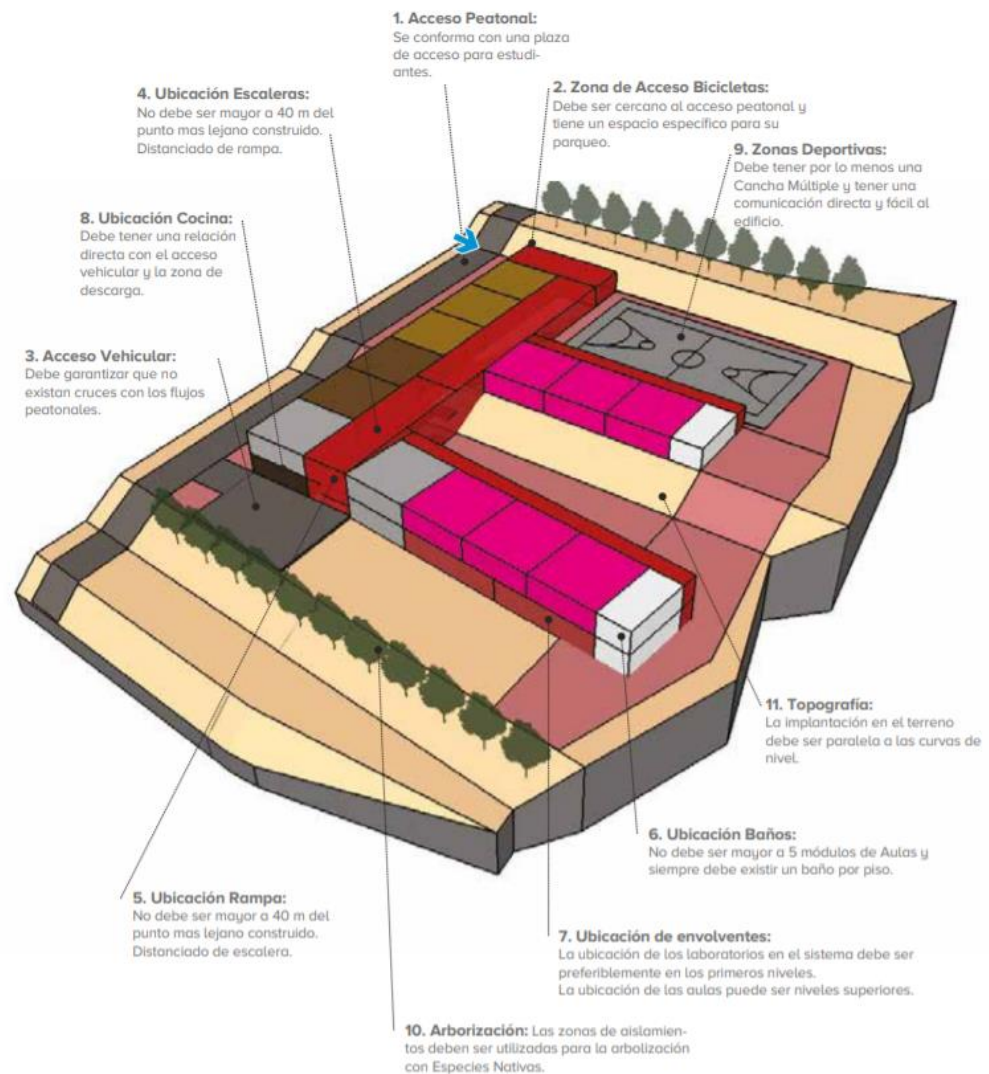 1. Acceso Peatonal:
Se conforma con una plaza
de acceso para estudi-
antes.
2. Zona de Acceso Bicicletas:
Debe ser cercano al acceso peatonal y
tiene un espacio específico para su
parqueo.
4. Ubicación Escaleras:
No debe ser mayor a 40 m del
punto mas lejano construido.
Distanciado de rampa.
9. Zonas Deportivas:
Debe tener por lo menos una
Cancha Múltiple y tener una
comunicación directa y fácil al
edificio.
8. Ubicación Cocina:
Debe tener una relación
directa con el acceso
vehicular y la zona de
descarga.
3. Acceso Vehicular:
Debe garantizar que no
existan cruces con los flujos
peatonales.
11. Topografía:
La implantación en el terreno
debe ser paralela a las curvas de
nivel.
6. Ubicación Baños:
No debe ser mayor a 5 módulos de Aulas y
siempre debe existir un baño por piso.
5. Ubicación Rampa:
No debe ser mayor a 40 m del
punto mas lejano construido.
Distanciado de escalera.
7. Ubicación de envolventes:
La ubicación de los laboratorios en el sistema debe ser
preferiblemente en los primeros niveles.
La ubicación de las aulas puede ser niveles superiores.
10. Arborización: Las zonas de aislamien-
tos deben ser utilizadas para la arbolización
con Especies Nativas.